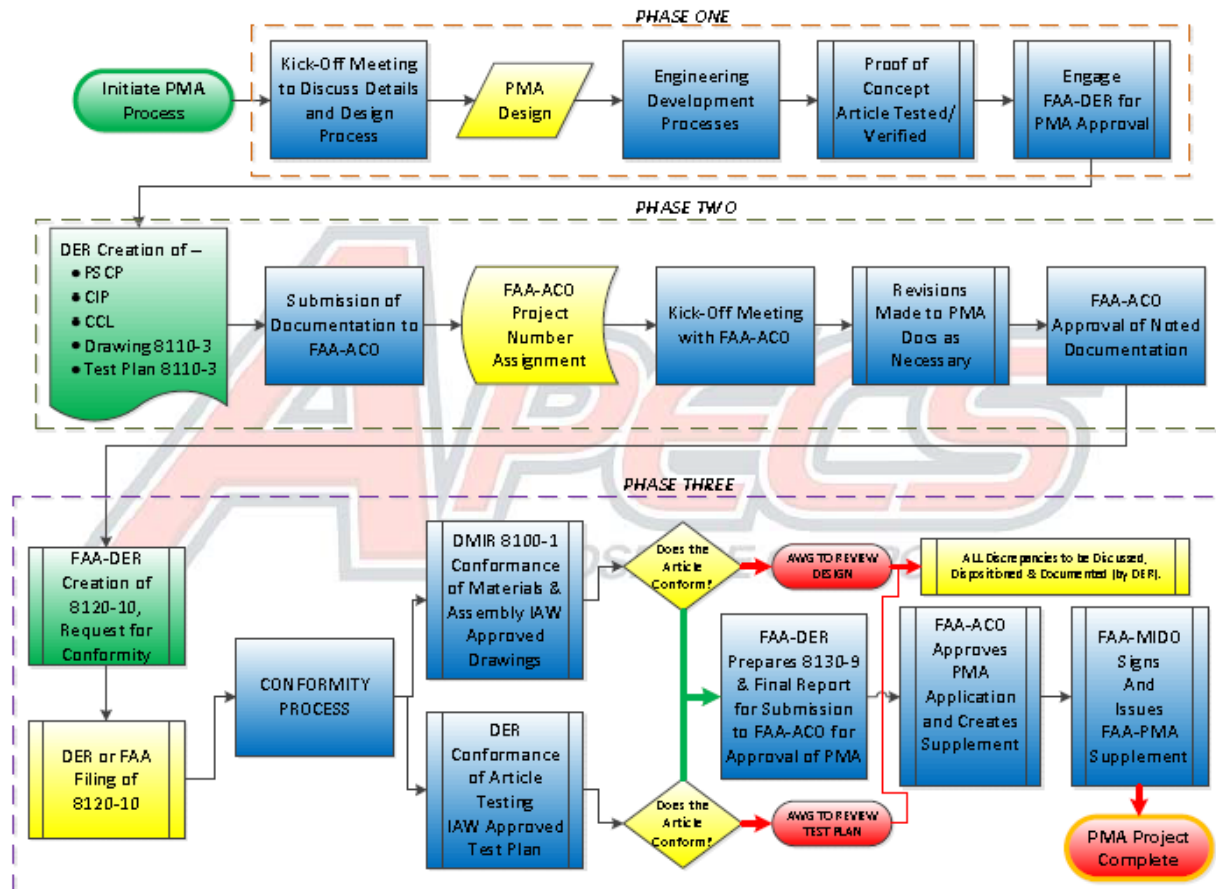 PHASE ONE
Initiate PMA
Process
Kick-Off Meeting
to Discuss Details
and Design
Process
PMA
Design
Engineering
Development
Processes
Proof of
Concept
Article Tested/
Verified
Engage
FAA-DER for
PMA Approval
PHASE TWO
DER Creation of –
• PSCP
• CIP
• CCL
• Drawing 8110-3
• Test Plan 8110-3
Submission of
Documentation to
FAA-ACO
FAA-ACO
Project
Number
Assignment
Kick-Off Meeting
with FAA-ACO
Revisions
Made to PMA
Docs as
Necessary
FAA-ACO
Approval of Noted
Documentation
APECS
PHASE THREE
FAA-DER
Creation of
8120-10,
Request for
Conformity
DER or FAA
Filing of
8120-10
CONFORMITY
PROCESS
DMIR 8100-1
Conformance
of Materials &
Assembly IAW
Approved
Drawings
DER
Conformance
of Article
Testing
IAW Approved
Test Plan
Does the
Article
Conform?
AWG TO REVIEW
DESIGN
ALL Discrepancies to be Discussed,
Dispositioned & Documented (by DER).
FAA-DER
Prepares 8130-9
& Final Report
for Submission
to FAA-ACO for
Approval of PMA
FAA-ACO
Approves
PMA
Application
and Creates
Supplement
FAA-MIDO
Signs
And
Issues
FAA-PMA
Supplement
Does the
Article
Conform?
AWG TO REVIEW
TEST PLAN
PMA Project
Complete